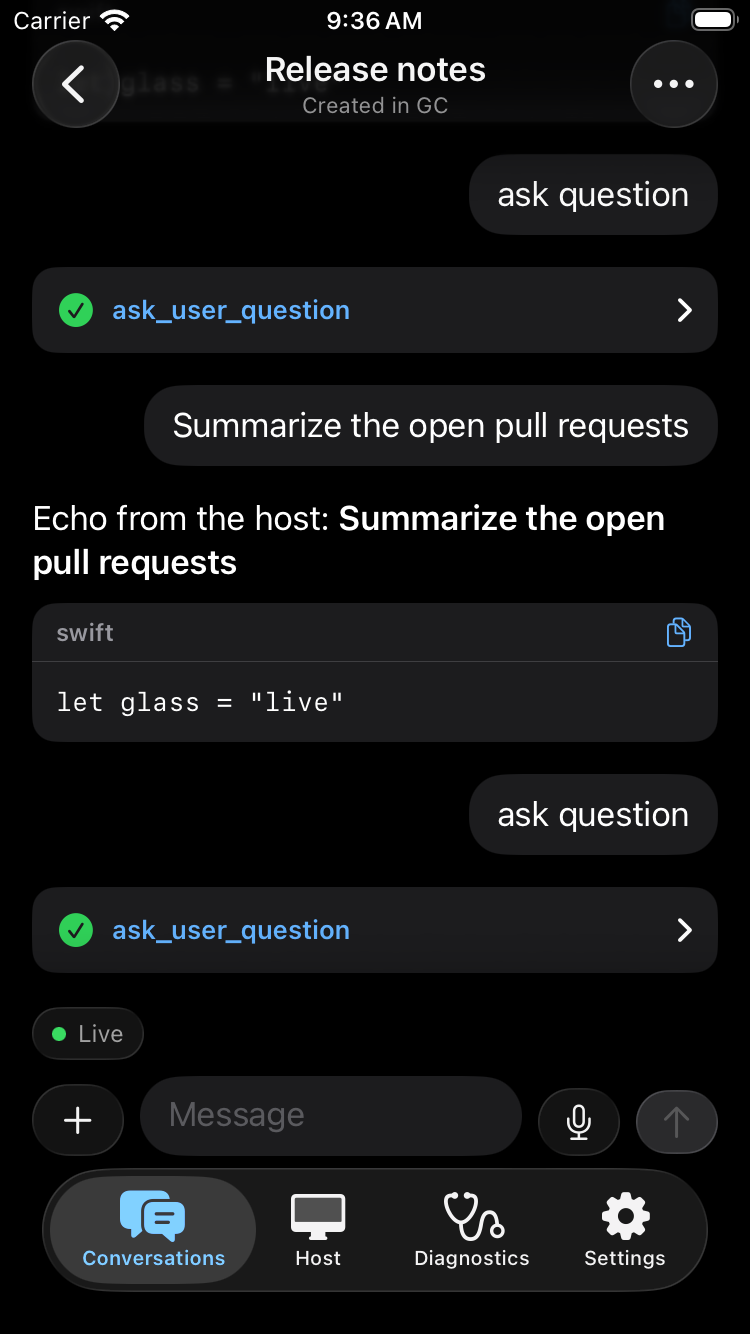 Carrier 9:36 AM
Release notes
Created in GC
ask question
ask_user_question
Summarize the open pull requests
Echo from the host: Summarize the open
pull requests
swift
let glass = "live"
ask question
ask_user_question
Live
Message
Conversations Host Diagnostics Settings